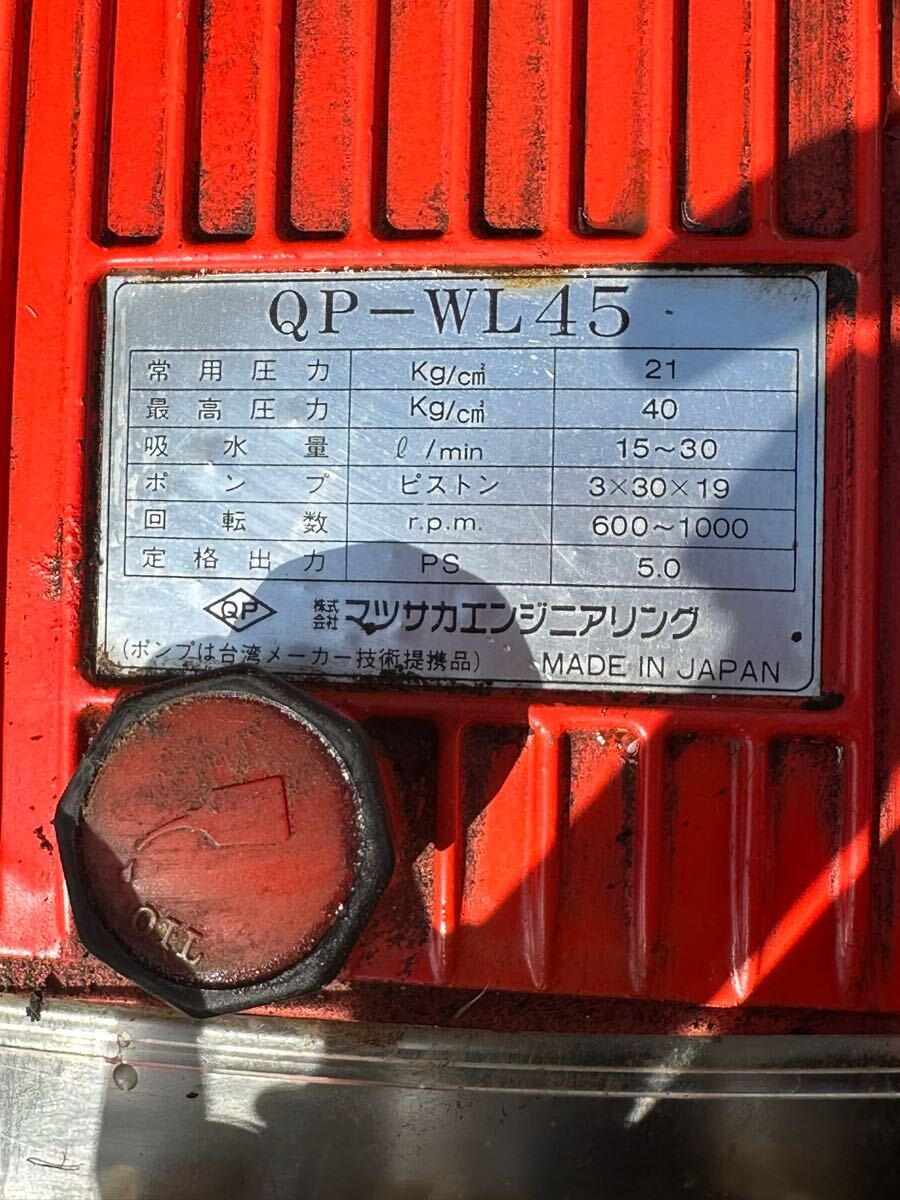 QP-WL45
常用圧力 Kg/c㎡ 21
最高圧力 Kg/c㎡ 40
吸水量 ℓ/min 15~30
ポンプ ピストン 3×30×19
回転数 r.p.m. 600~1000
定格出力 PS 5.0
QP 株式会社 マツサカエンジニアリング
(ポンプは台湾メーカー技術提携品) MADE IN JAPAN
OIL